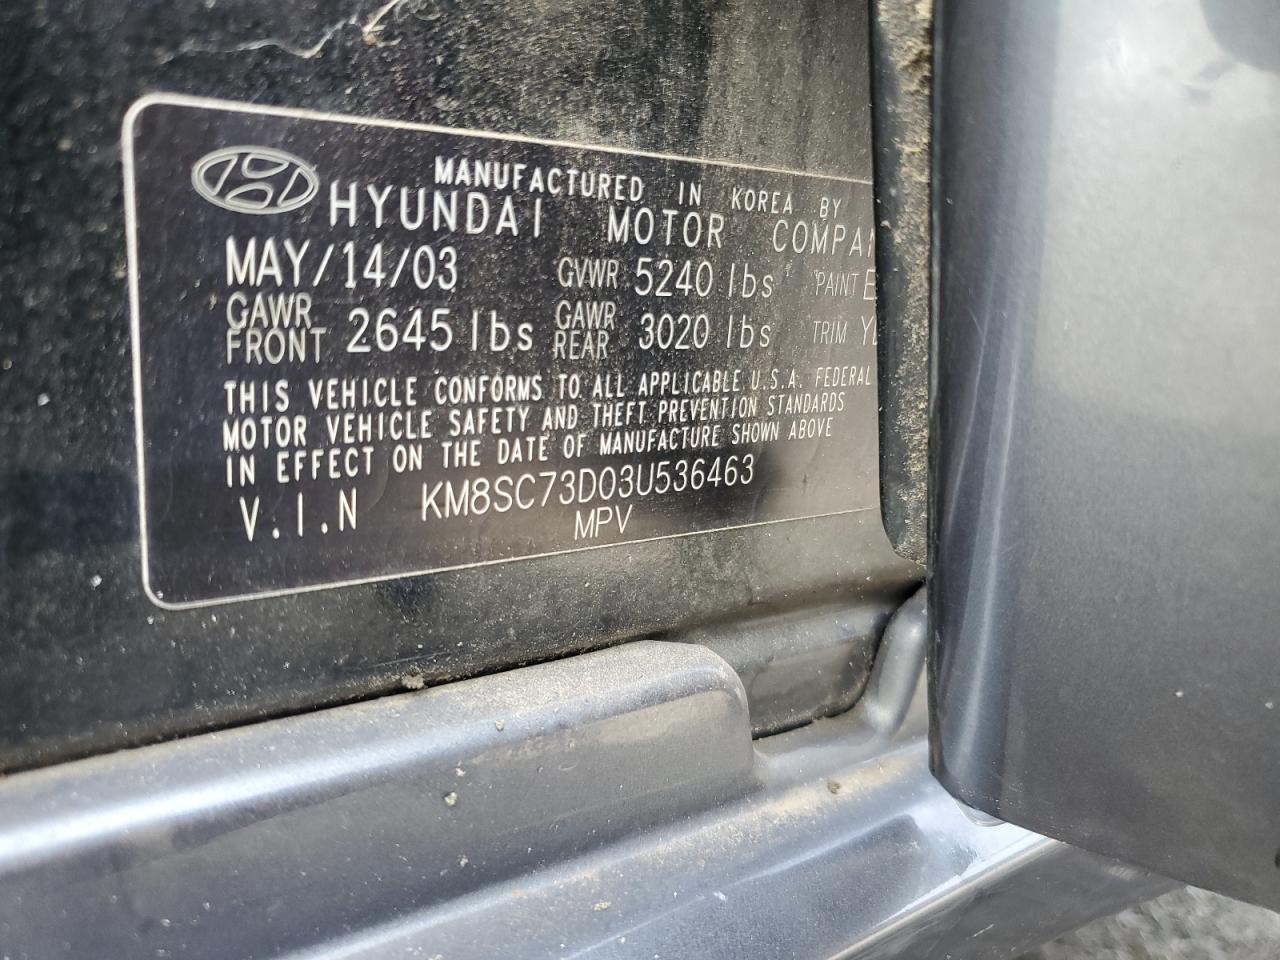 MANUFACTURED IN KOREA BY
HYUNDAI MOTOR
MAY/14/03 GVWR 5240 lbs PAINT
GAWR FRONT 2645 lbs GAWR REAR 3020 lbs TRIM
THIS VEHICLE CONFORMS TO ALL APPLICABLE U.S.A. FEDERAL
MOTOR VEHICLE SAFETY AND THEFT PREVENTION STANDARDS
IN EFFECT ON THE DATE OF MANUFACTURE SHOWN ABOVE
V.I.N KM8SC73D03U536463
MPV